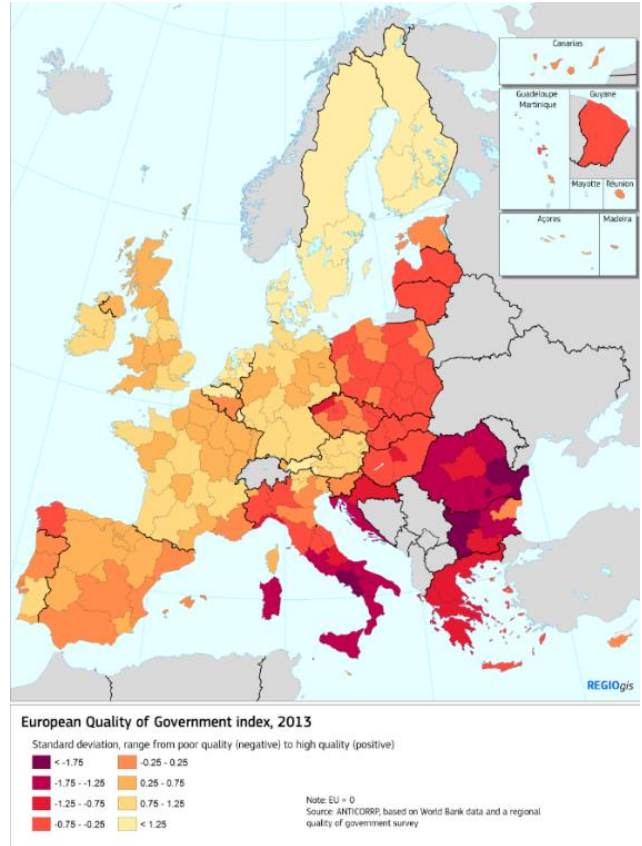 Canarias
Guadeloupe
Martinique
Guyane
Mayotte
Réunion
Açores
Madeira
REGIOgis
European Quality of Government index, 2013
Standard deviation, range from poor quality (negative) to high quality (positive)
< -1.75
-1.75 - -1.25
-1.25 - -0.75
-0.75 - -0.25
-0.25 - 0.25
0.25 - 0.75
0.75 - 1.25
< 1.25
Note: EU = 0
Source: ANTICORRP, based on World Bank data and a regional
quality of government survey